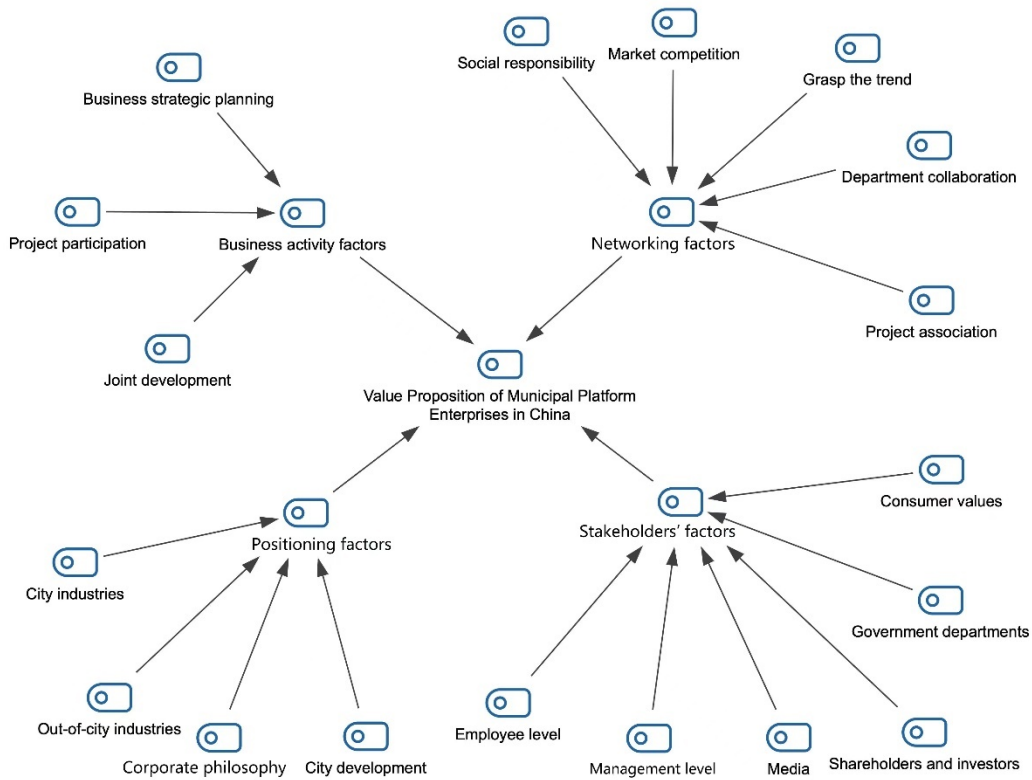 Social responsibility
Market competition
Grasp the trend
Business strategic planning
Department collaboration
Project participation
Business activity factors
Networking factors
Project association
Joint development
Value Proposition of Municipal Platform
Enterprises in China
Consumer values
Positioning factors
Stakeholders' factors
City industries
Government departments
Out-of-city industries
Corporate philosophy
City development
Employee level
Management level
Media
Shareholders and investors